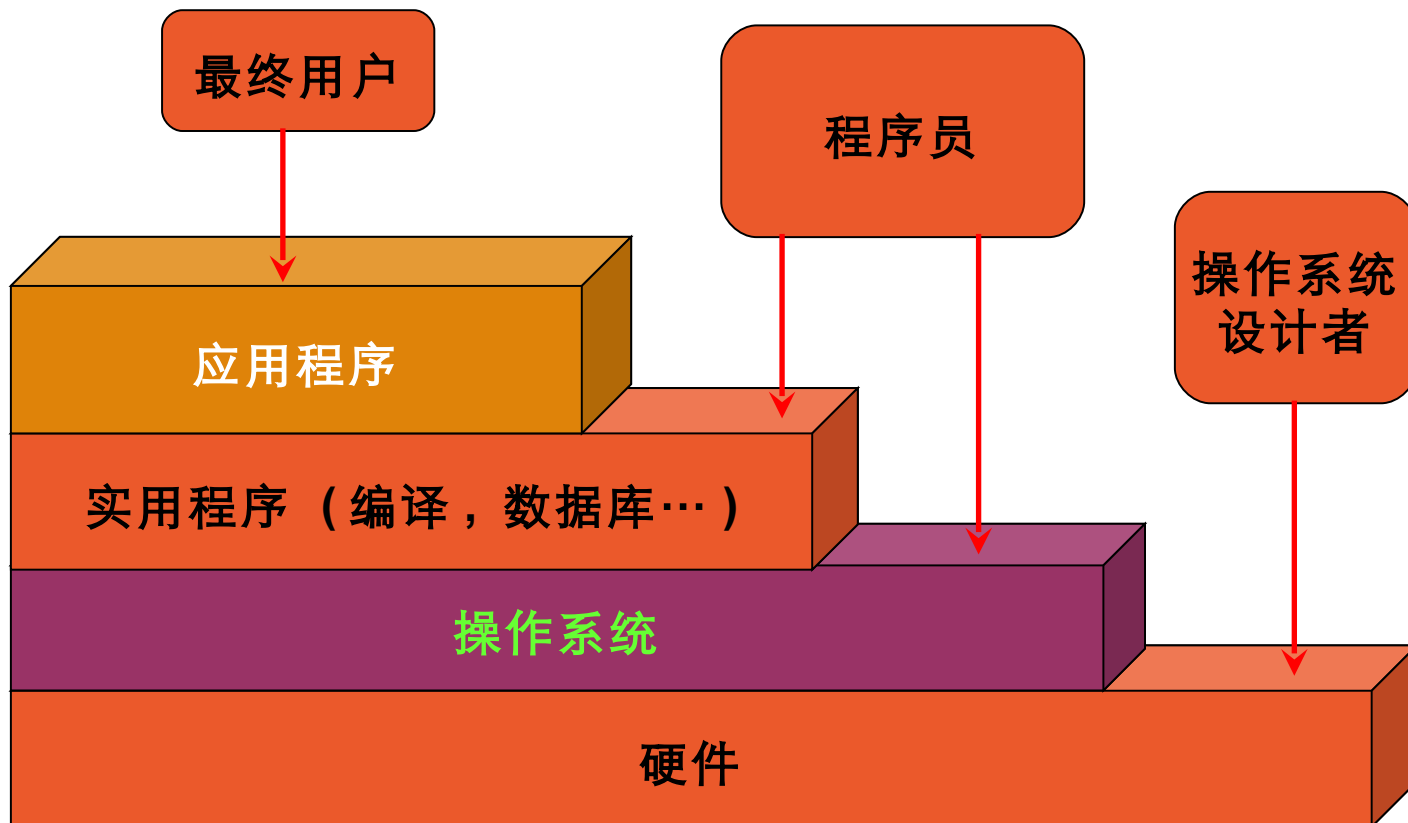 最终用户
程序员
操作系统
设计者
应用程序
实用程序（编译，数据库…）
操作系统
硬件